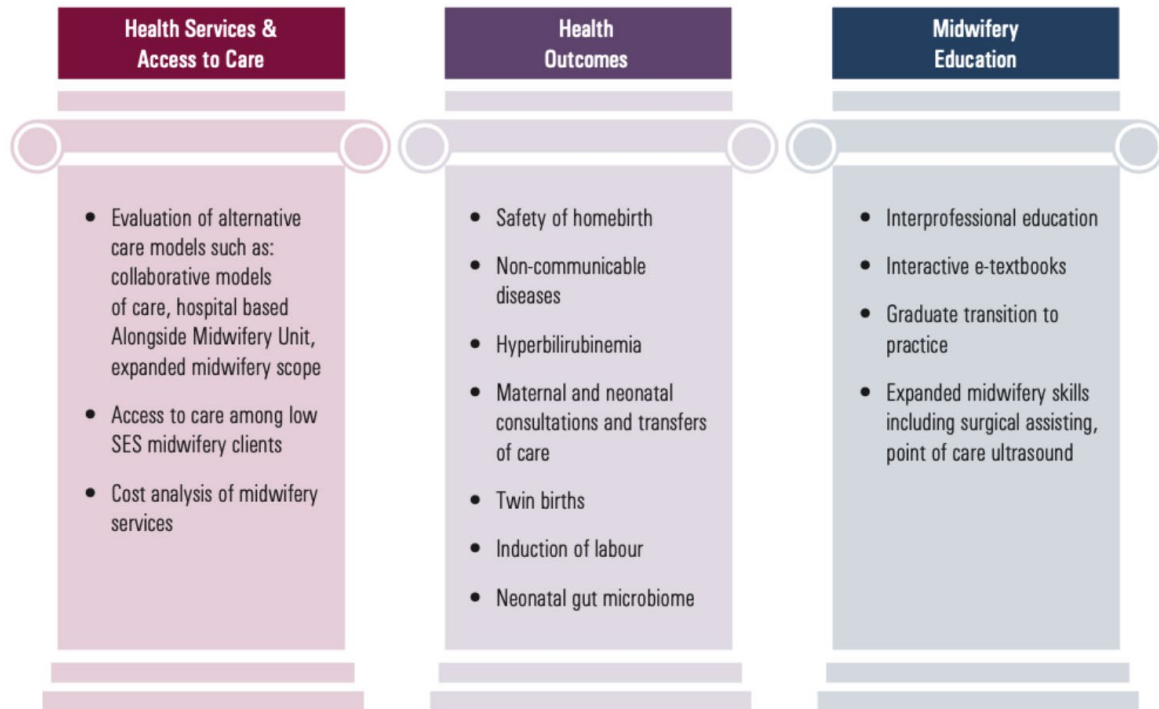 Health Services &
Access to Care
• Evaluation of alternative
care models such as:
collaborative models
of care, hospital based
Alongside Midwifery Unit,
expanded midwifery scope
• Access to care among low
SES midwifery clients
• Cost analysis of midwifery
services
Health
Outcomes
• Safety of homebirth
• Non-communicable
diseases
• Hyperbilirubinemia
• Maternal and neonatal
consultations and transfers
of care
• Twin births
• Induction of labour
• Neonatal gut microbiome
Midwifery
Education
• Interprofessional education
• Interactive e-textbooks
• Graduate transition to
practice
• Expanded midwifery skills
including surgical assisting,
point of care ultrasound